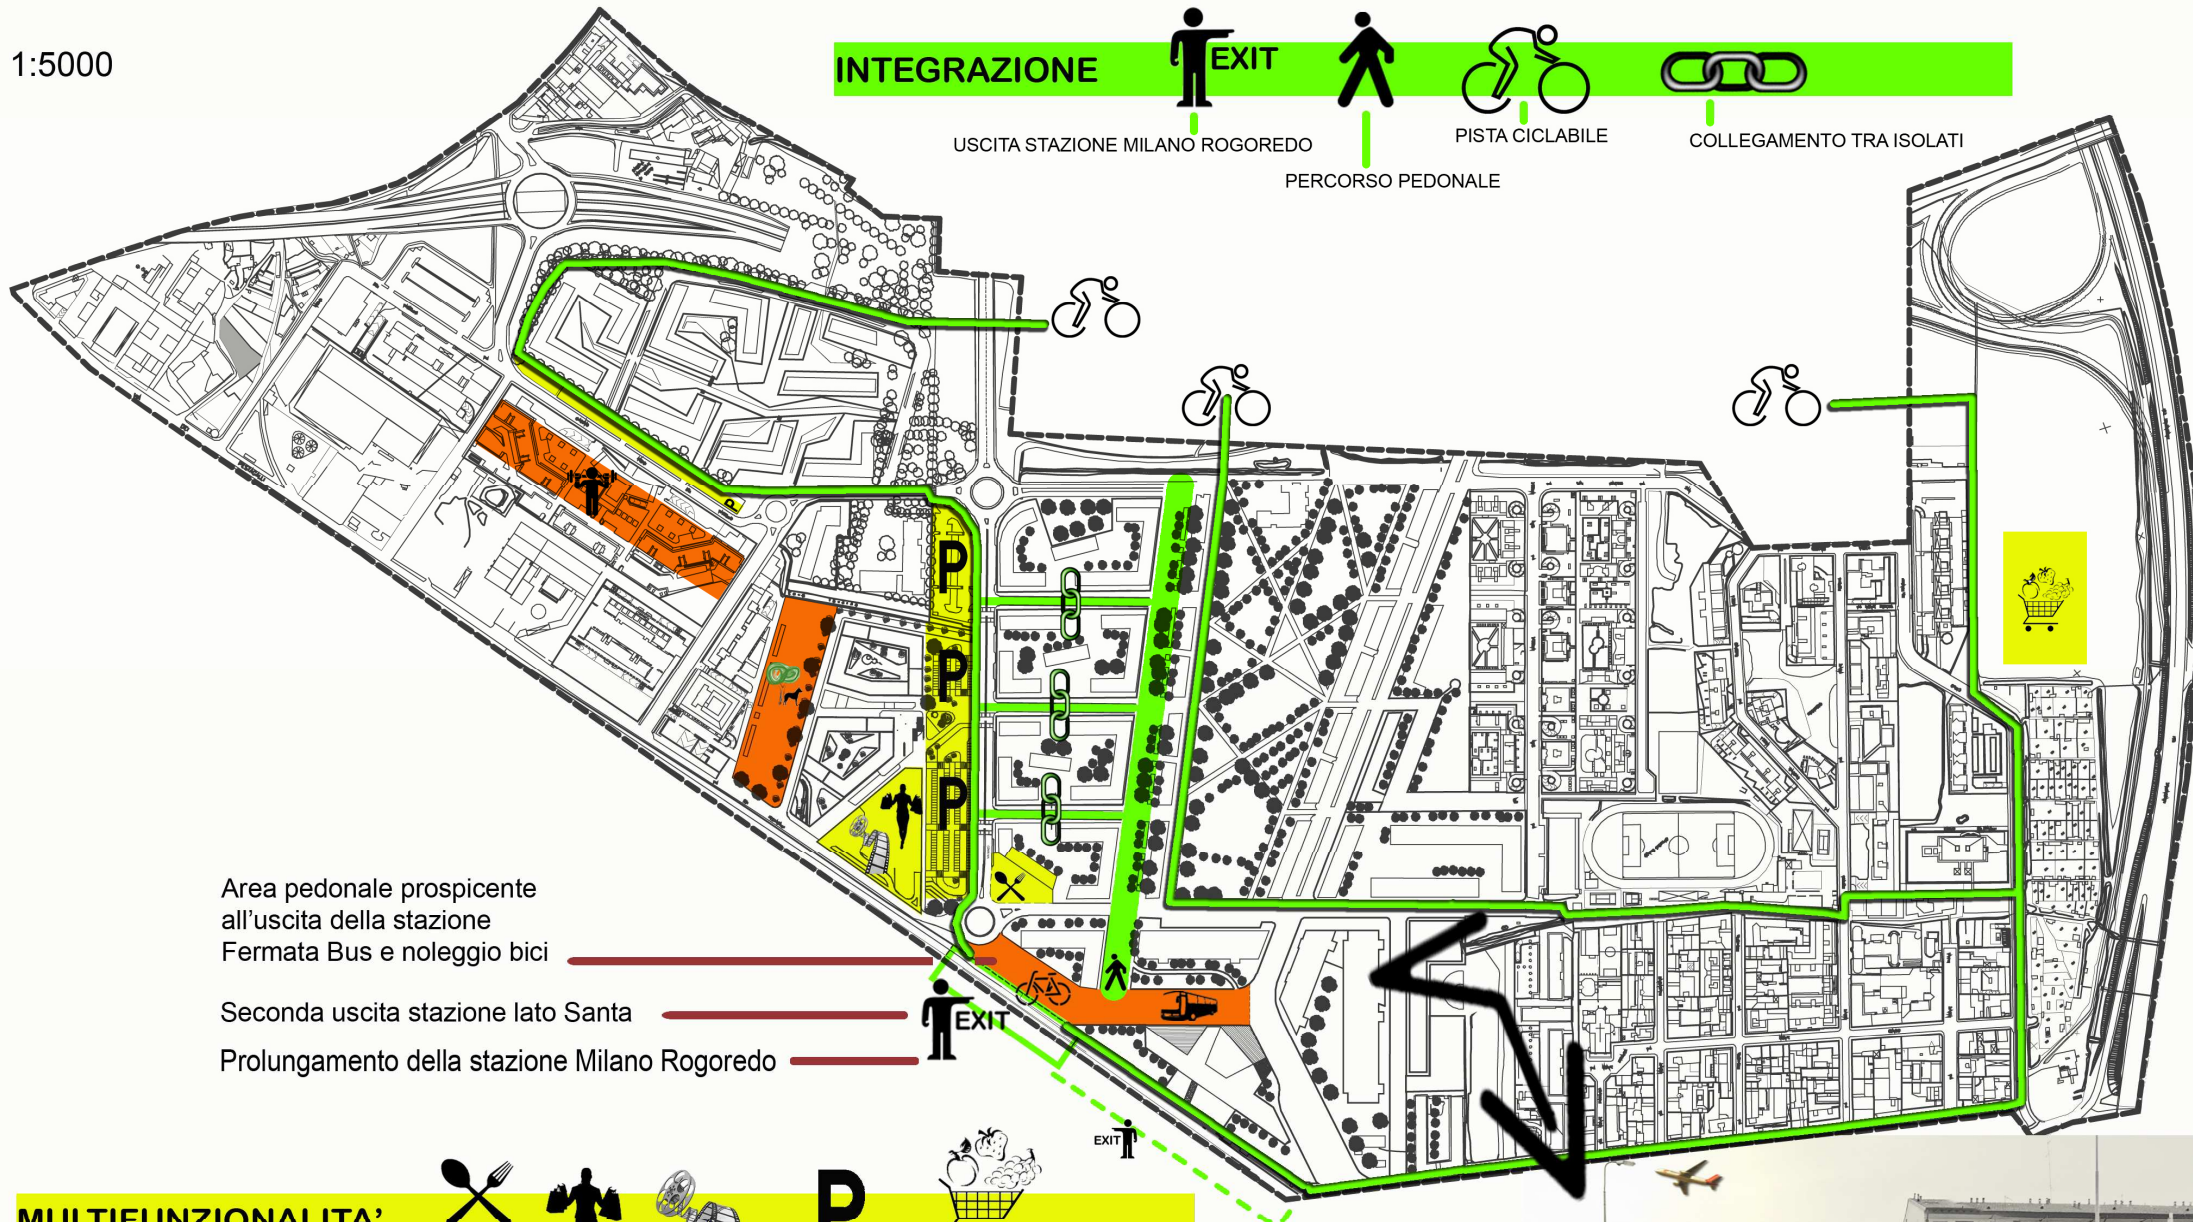 1:5000
INTEGRAZIONE
EXIT
USCITA STAZIONE MILANO ROGOREDO
PERCORSO PEDONALE
PISTA CICLABILE
COLLEGAMENTO TRA ISOLATI
P
P
P
P
Area pedonale prospicente
all'uscita della stazione
Fermata Bus e noleggio bici
Seconda uscita stazione lato Santa
EXIT
Prolungamento della stazione Milano Rogoredo
EXIT
MULTIFUNZIONALITA'
P